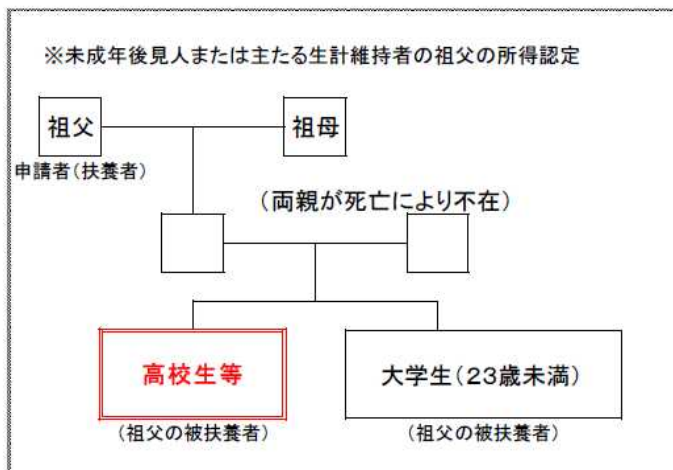 ※未成年後見人または主たる生計維持者の祖父の所得認定
祖父
祖母
申請者(扶養者)
(両親が死亡により不在)
高校生等
大学生(23歳未満)
(祖父の被扶養者)
(祖父の被扶養者)